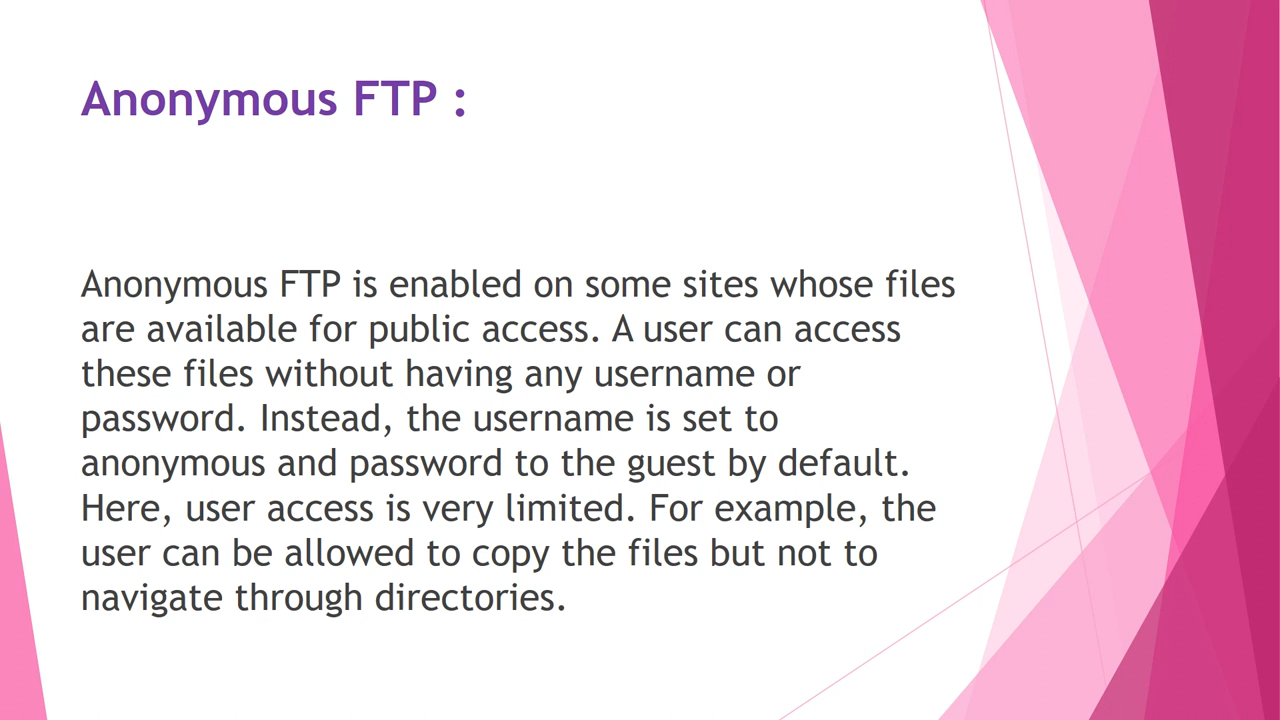 Anonymous FTP :
Anonymous FTP is enabled on some sites whose files
are available for public access. A user can access
these files without having any username or
password. Instead, the username is set to
anonymous and password to the guest by default.
Here, user access is very limited. For example, the
user can be allowed to copy the files but not to
navigate through directories.